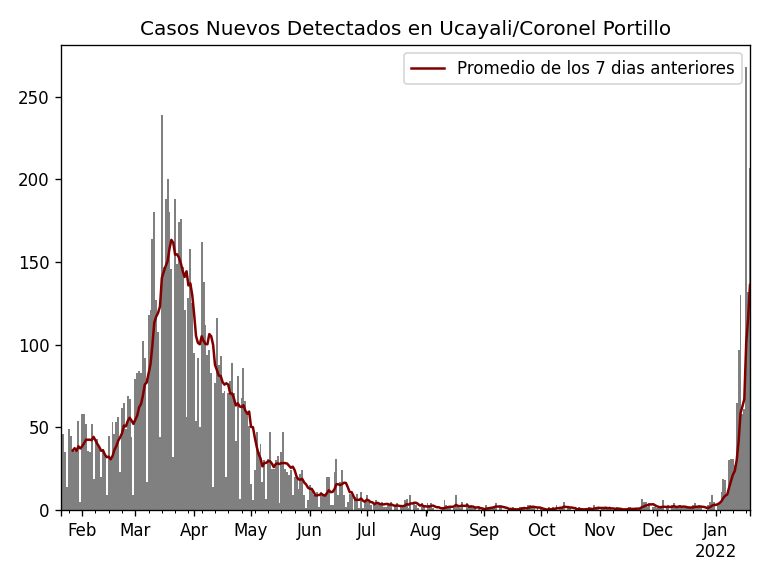 Casos Nuevos Detectados en Ucayali/Coronel Portillo
Promedio de los 7 dias anteriores
250
200
150
100
50
0
Feb Mar Apr May Jun Jul Aug Sep Oct Nov Dec Jan
2022